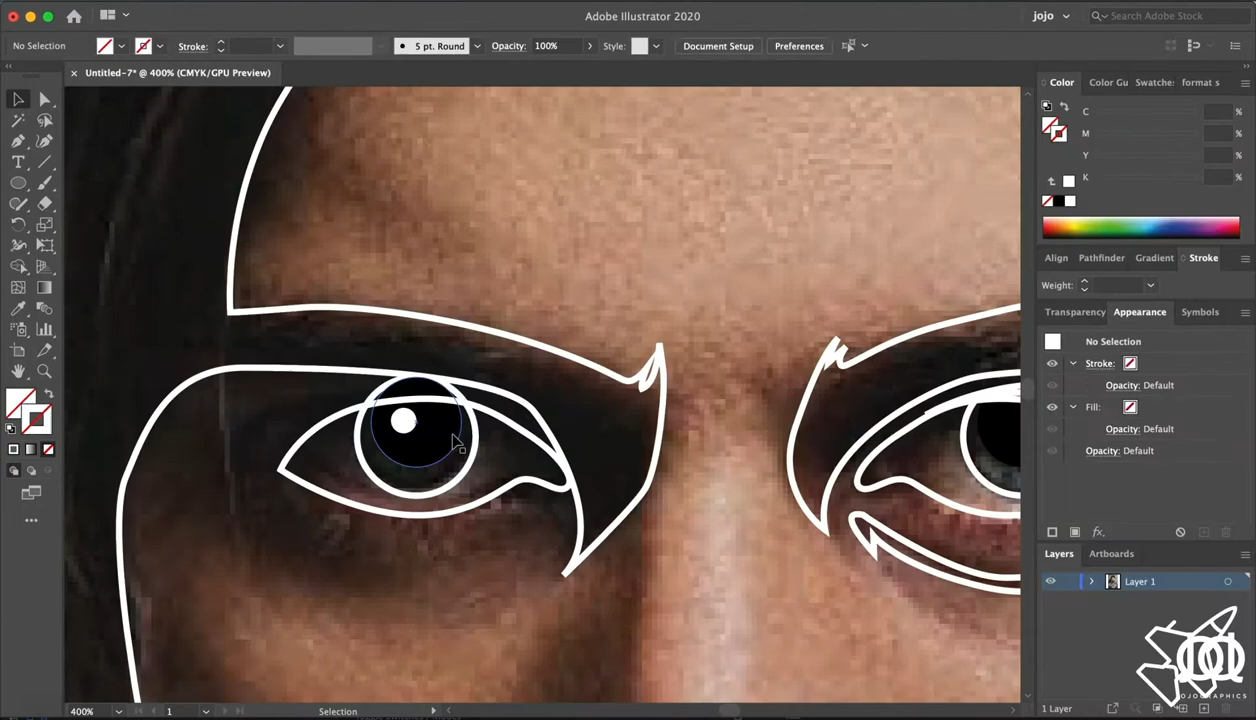 Adobe Illustrator 2020
jojo
Search Adobe Stock
No Selection
Stroke:
5 pt. Round
Opacity: 100%
Style:
Document Setup
Preferences
Untitled-7* @ 400% (CMYK/GPU Preview)
Color
Color Gu
Swatche:
format s
C %
M %
Y %
K %
Align
Pathfinder
Gradient
Stroke
Weight:
Transparency
Appearance
Symbols
No Selection
Stroke:
Opacity: Default
Fill:
Opacity: Default
Opacity: Default
fx
Layers
Artboards
Layer 1
OJOGRAPHICS
400%
1
Selection
1 Layer